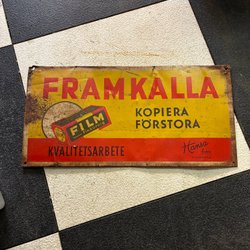 FRAMKALLA
KOPIERA
FÖRSTORA
FILM
KVALITETSARBETE
Hansa